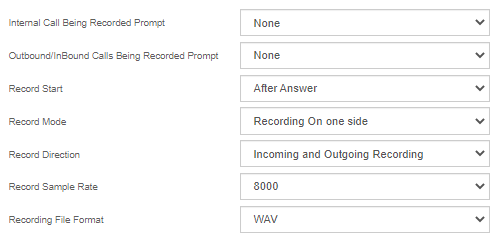 Internal Call Being Recorded Prompt None
Outbound/InBound Calls Being Recorded Prompt None
Record Start After Answer
Record Mode Recording On one side
Record Direction Incoming and Outgoing Recording
Record Sample Rate 8000
Recording File Format WAV